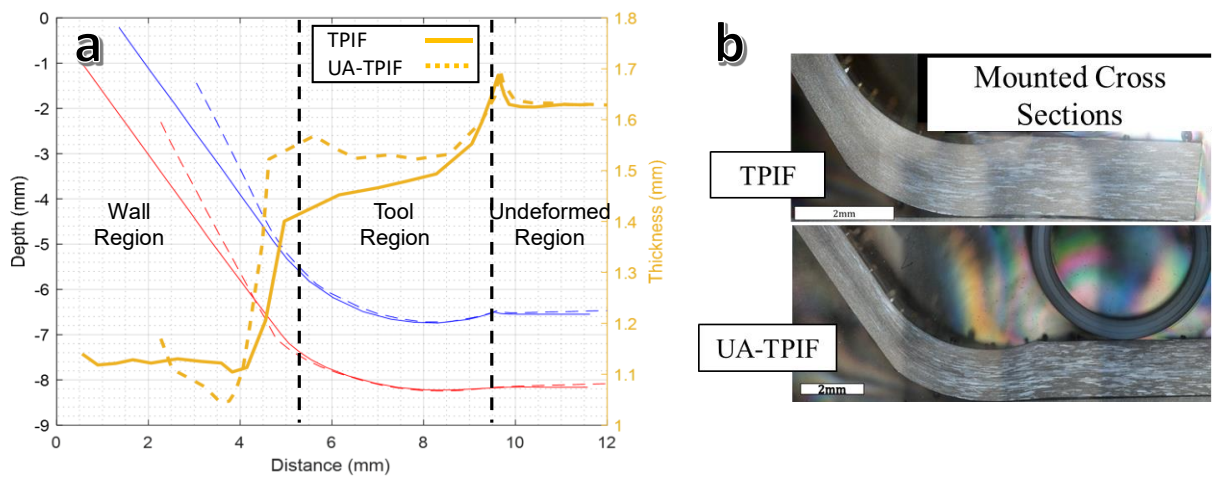 a
0
-1
-2
-3
-4
-5
-6
-7
-8
-9
Depth (mm)
0
2
4
6
8
10
12
Distance (mm)
1.8
1.7
1.6
1.5
1.4
1.3
1.2
1.1
1
Thickness (mm)
TPIF
UA-TPIF
Wall
Region
Tool
Region
Undeformed
Region
b
Mounted Cross
Sections
TPIF
2mm
UA-TPIF
2mm